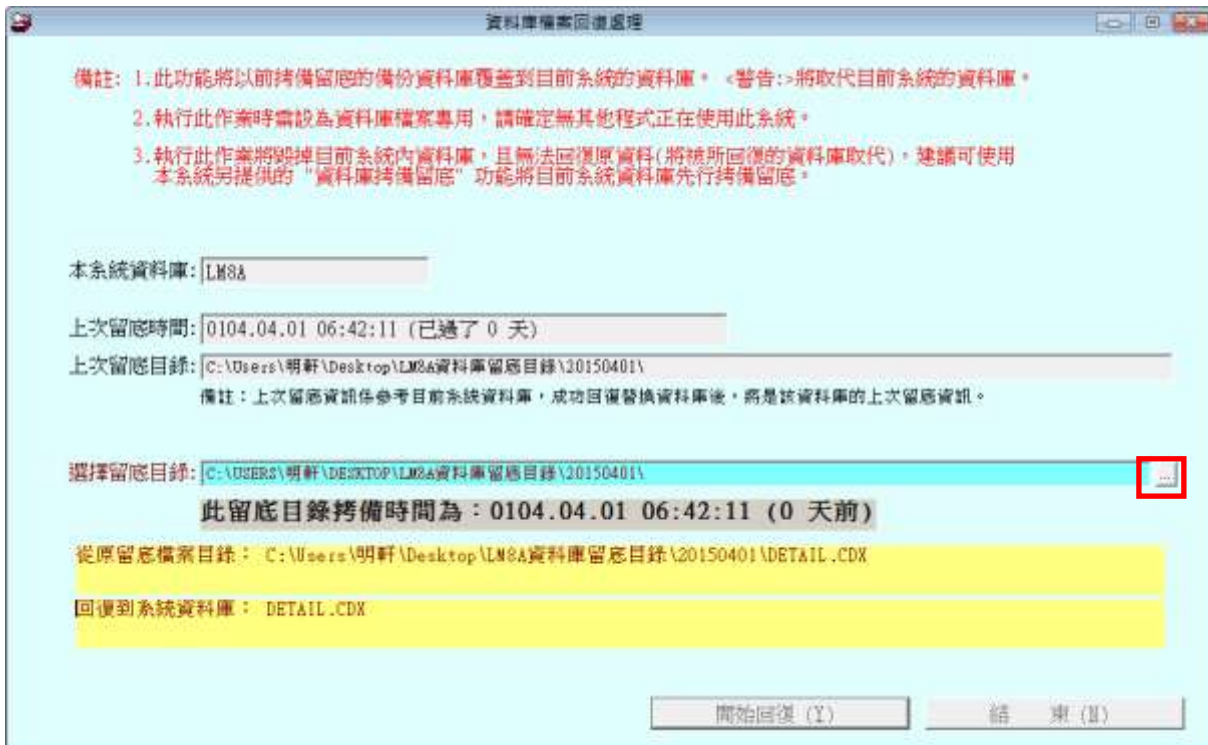 資料庫檔案回復處理
備註: 1.此功能將以前拷備留底的備份資料庫覆蓋到目前系統的資料庫。 <警告:>將取代目前系統的資料庫。
2.執行此作業時需設為資料庫檔案專用，請確定無其他程式正在使用此系統。
3.執行此作業將毀掉目前系統內資料庫，且無法回復原資料(將被所回復的資料庫取代)，建議可使用
本系統另提供的 "資料庫拷備留底" 功能將目前系統資料庫先行拷備留底。
本系統資料庫: LM8A
上次留底時間: 0104.04.01 06:42:11 (已過了 0 天)
上次留底目錄: C:\Users\明軒\Desktop\LM8A資料庫留底目錄\20150401\
備註：上次留底資訊係參考目前系統資料庫，成功回復替換資料庫後，將是該資料庫的上次留底資訊。
選擇留底目錄: C:\USERS\明軒\DESKTOP\LM8A資料庫留底目錄\20150401\ ...
此留底目錄拷備時間為：0104.04.01 06:42:11 (0 天前)
從原留底檔案目錄： C:\Users\明軒\Desktop\LM8A資料庫留底目錄\20150401\DETAIL.CDX
回復到系統資料庫： DETAIL.CDX
開始回復 (Y) 結 束 (N)